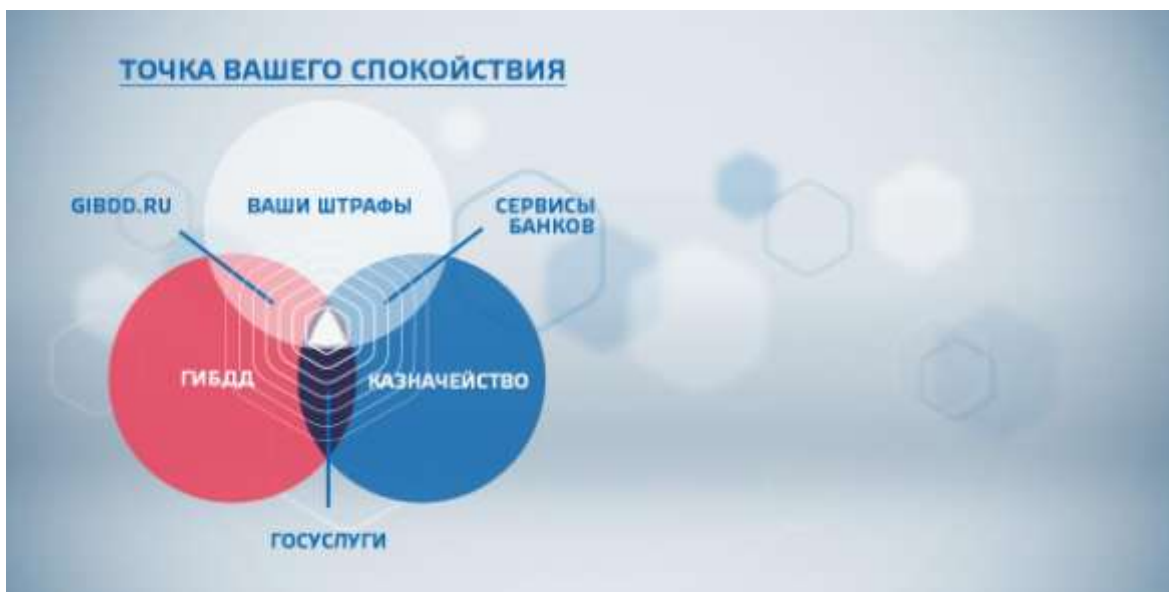 ТОЧКА ВАШЕГО СПОКОЙСТВИЯ
GIBDD.RU
ВАШИ ШТРАФЫ
СЕРВИСЫ
БАНКОВ
ГИБДД
КАЗНАЧЕЙСТВО
ГОСУСЛУГИ